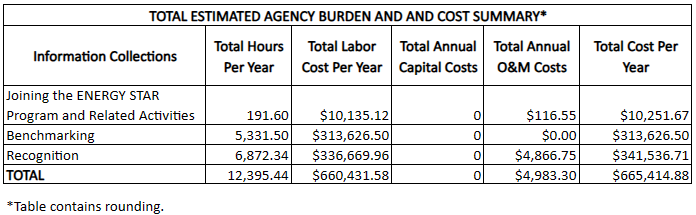 TOTAL ESTIMATED AGENCY BURDEN AND AND COST SUMMARY*
Information Collections Total Hours Per Year Total Labor Cost Per Year Total Annual Capital Costs Total Annual O&M Costs Total Cost Per Year
Joining the ENERGY STAR
Program and Related Activities 191.60 $10,135.12 0 $116.55 $10,251.67
Benchmarking 5,331.50 $313,626.50 0 $0.00 $313,626.50
Recognition 6,872.34 $336,669.96 0 $4,866.75 $341,536.71
TOTAL 12,395.44 $660,431.58 0 $4,983.30 $665,414.88
*Table contains rounding.